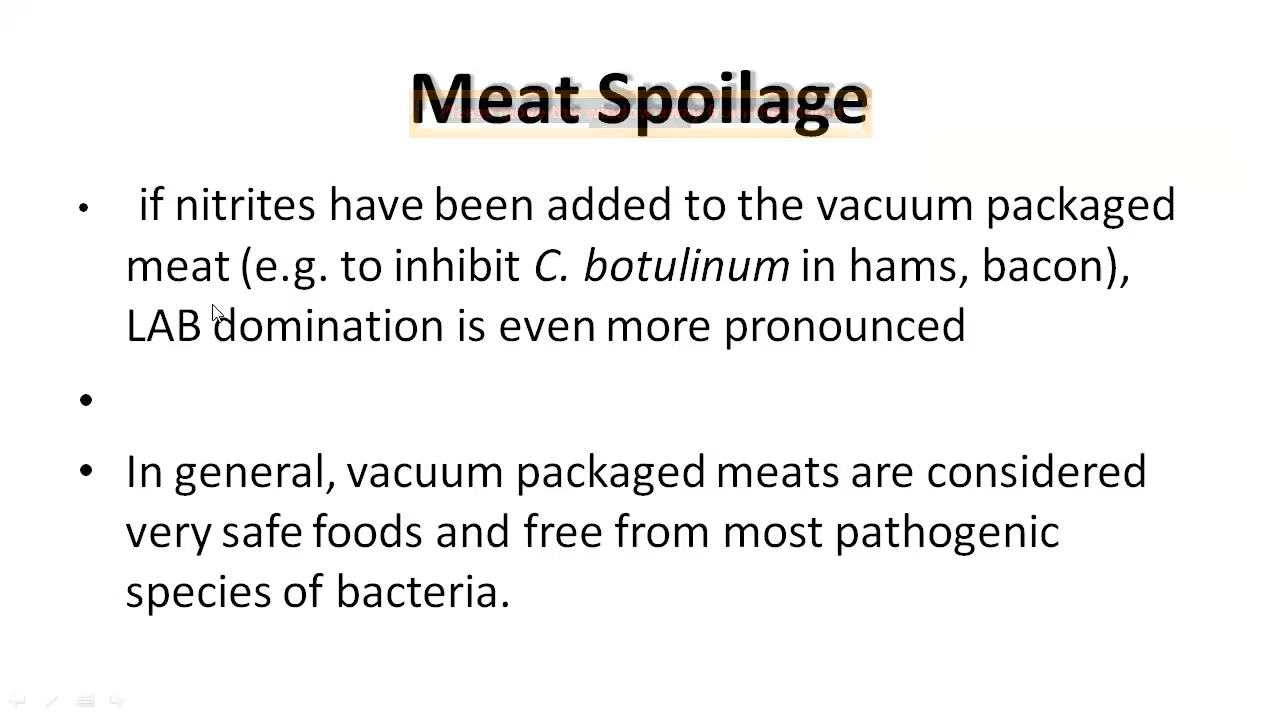 Meat Spoilage
• if nitrites have been added to the vacuum packaged
meat (e.g. to inhibit C. botulinum in hams, bacon),
LAB domination is even more pronounced
•
• In general, vacuum packaged meats are considered
very safe foods and free from most pathogenic
species of bacteria.